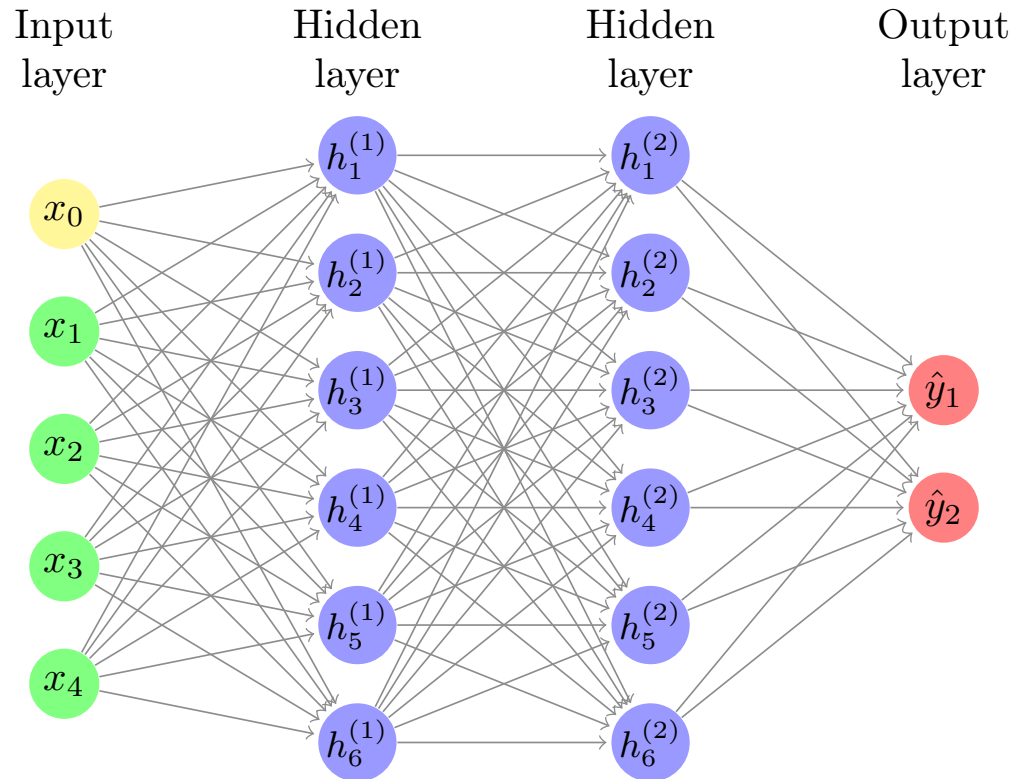 Input layer
Hidden layer
Hidden layer
Output layer
x₀
x₁
x₂
x₃
x₄
h₁⁽¹⁾
h₂⁽¹⁾
h₃⁽¹⁾
h₄⁽¹⁾
h₅⁽¹⁾
h₆⁽¹⁾
h₁⁽²⁾
h₂⁽²⁾
h₃⁽²⁾
h₄⁽²⁾
h₅⁽²⁾
h₆⁽²⁾
ŷ₁
ŷ₂